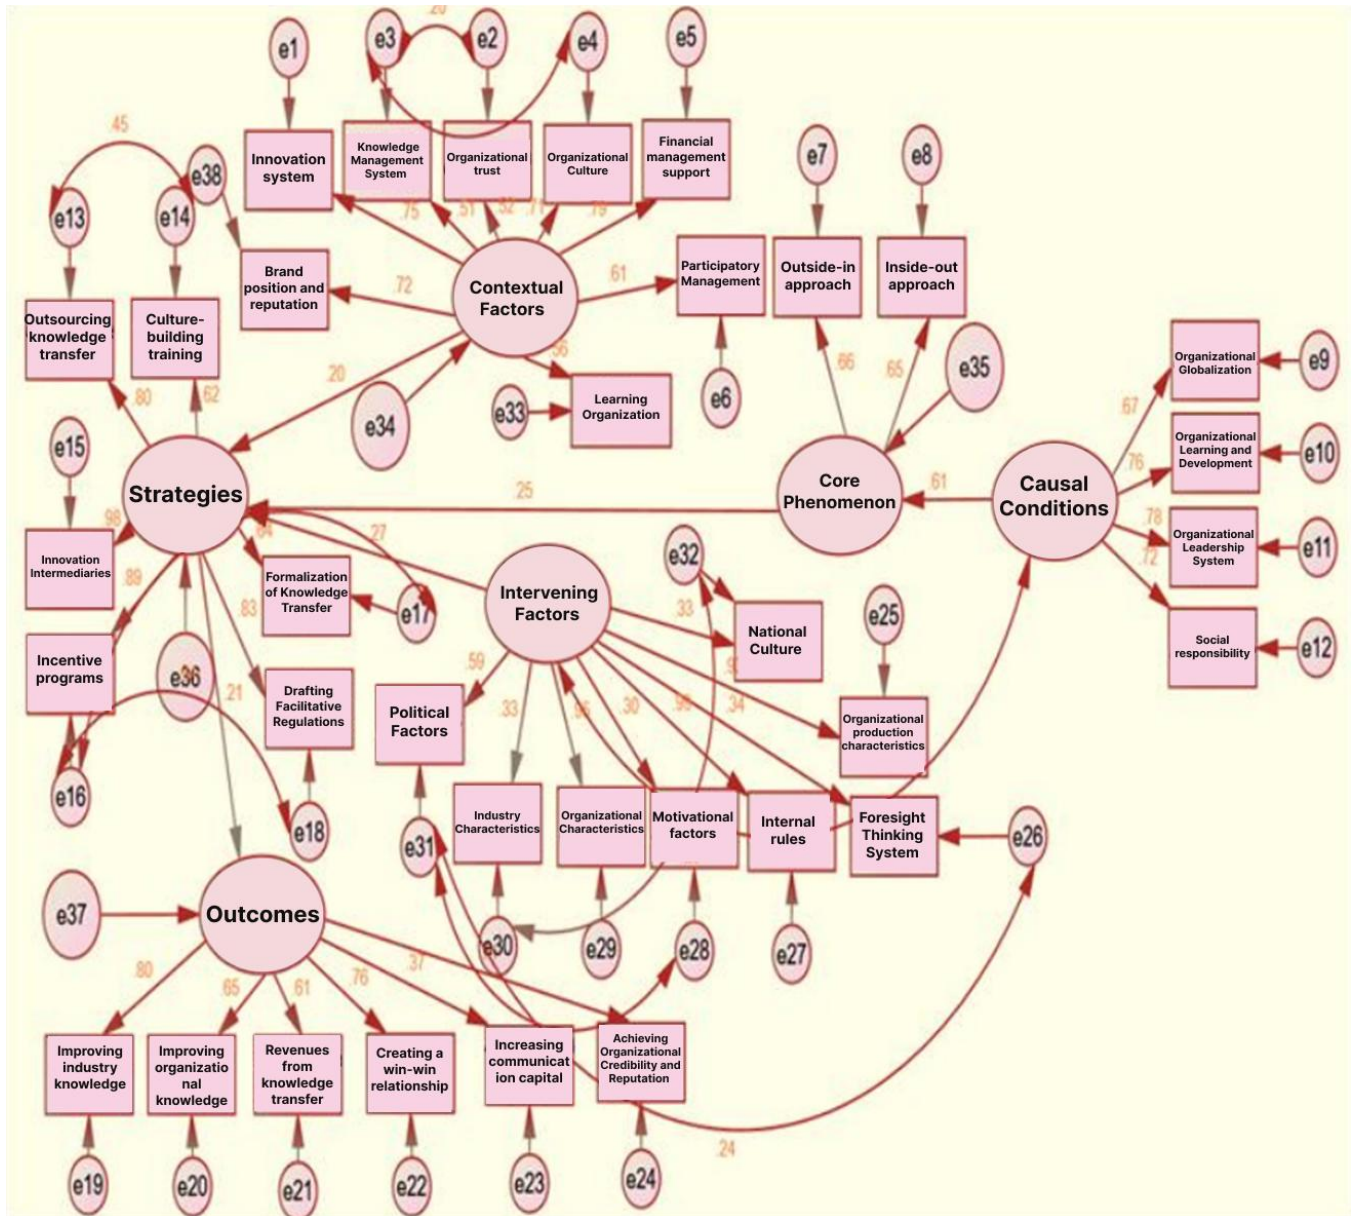 .20
e1
e3
e2
e4
e5
.45
e38
e7
e8
Innovation
system
Knowledge
Management
System
Organizational
trust
Organizational
Culture
Financial
management
support
e13
e14
.75
.51
.52
.71
.79
Brand
position and
reputation
.72
Contextual
Factors
.61
Participatory
Management
Outside-in
approach
Inside-out
approach
Outsourcing
knowledge
transfer
Culture-
building
training
.80
.62
.20
e34
.56
e33
Learning
Organization
e6
.66
.65
e35
Organizational
Globalization
e9
.67
e15
Strategies
.25
Core
Phenomenon
.61
Causal
Conditions
.76
Organizational
Learning and
Development
e10
.98
.27
.78
Organizational
Leadership
System
e11
.72
Innovation
Intermediaries
.89
Formalization
of Knowledge
Transfer
e17
.83
Intervening
Factors
e32
.33
National
Culture
e25
Social
responsibility
e12
Incentive
programs
e36
.21
Drafting
Facilitative
Regulations
.59
Political
Factors
.33
.30
.34
Organizational
production
characteristics
e16
e18
e31
Industry
Characteristics
Organizational
Characteristics
Motivational
factors
Internal
rules
Foresight
Thinking
System
e26
e37
Outcomes
e30
e29
e28
e27
.80
.65
.61
.76
.37
Improving
industry
knowledge
Improving
organizatio
nal
knowledge
Revenues
from
knowledge
transfer
Creating a
win-win
relationship
Increasing
communicat
ion capital
Achieving
Organizational
Credibility and
Reputation
.24
e19
e20
e21
e22
e23
e24